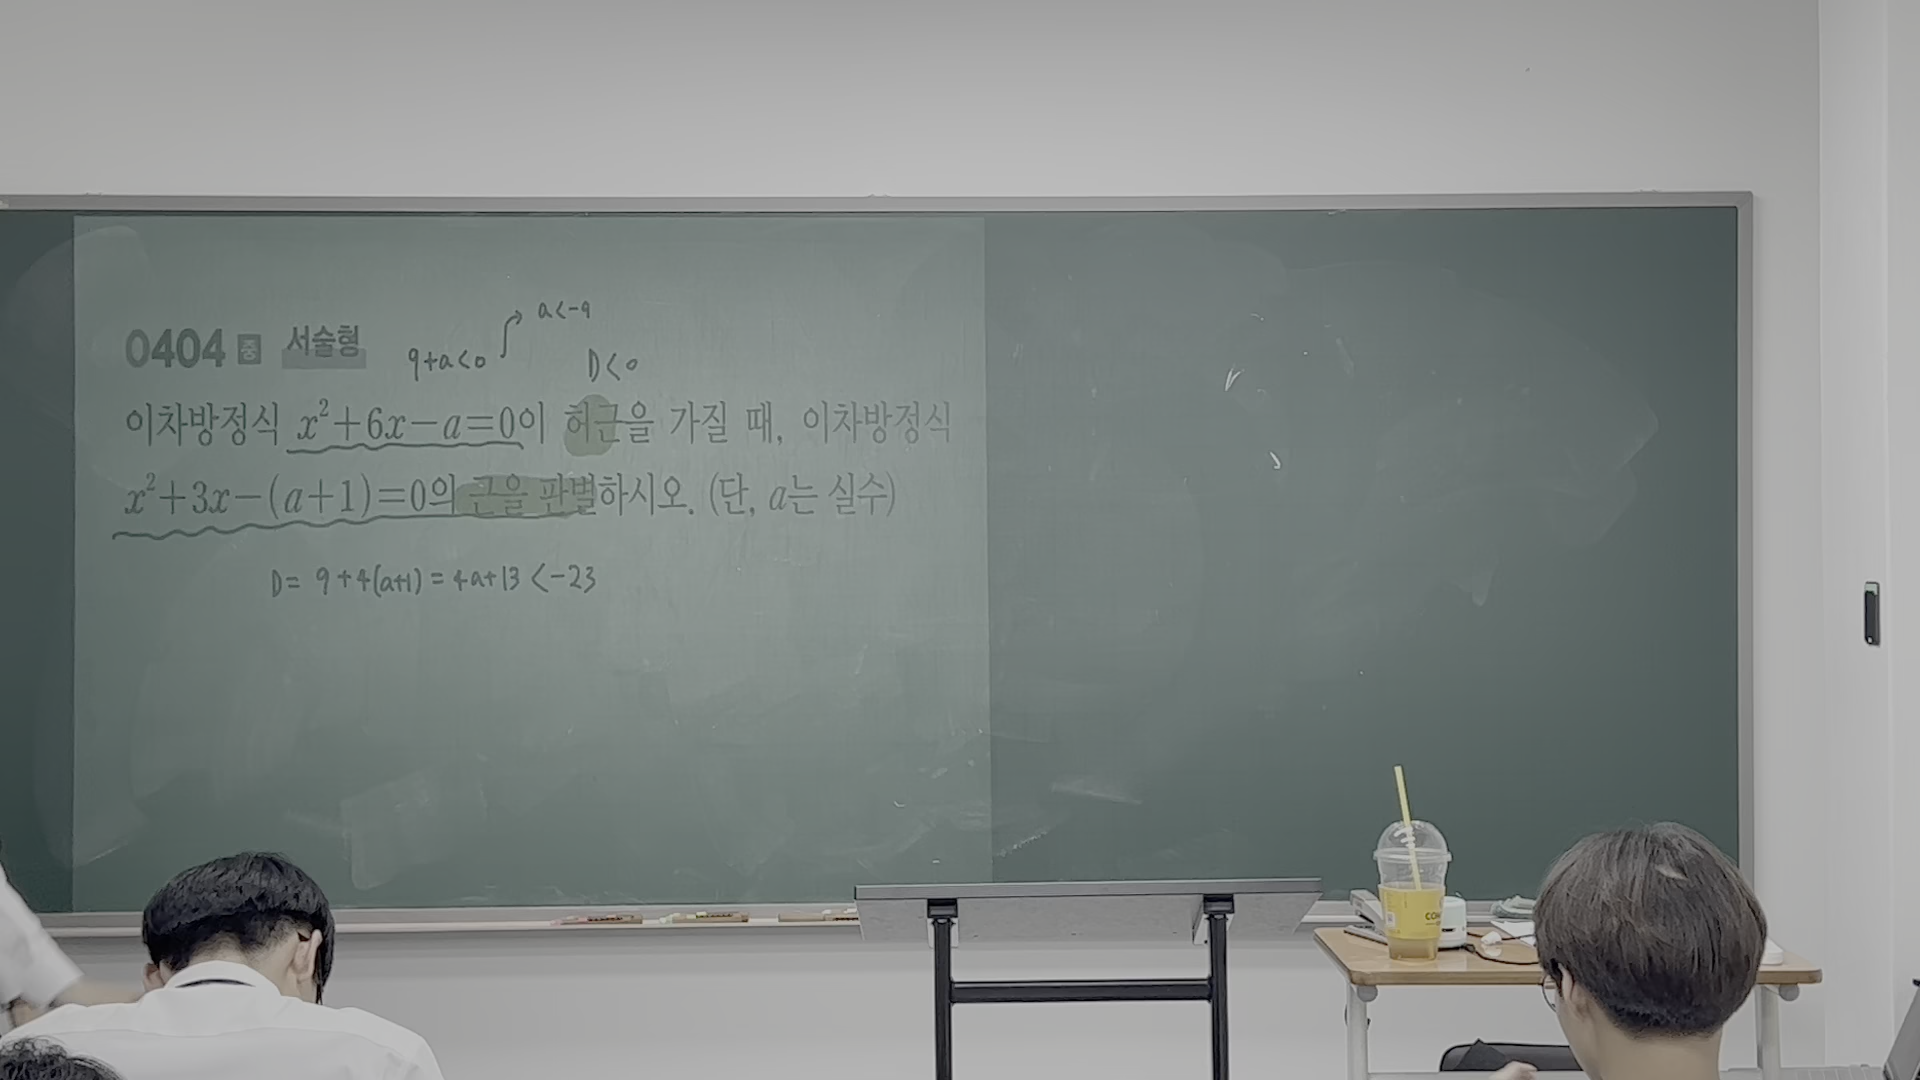 a<-9
0404 중 서술형
9+a<0
D<0
이차방정식 x²+6x-a=0이 허근을 가질 때, 이차방정식
x²+3x-(a+1)=0의 근을 판별하시오. (단, a는 실수)
D= 9+4(a+1) = 4a+13 <-23